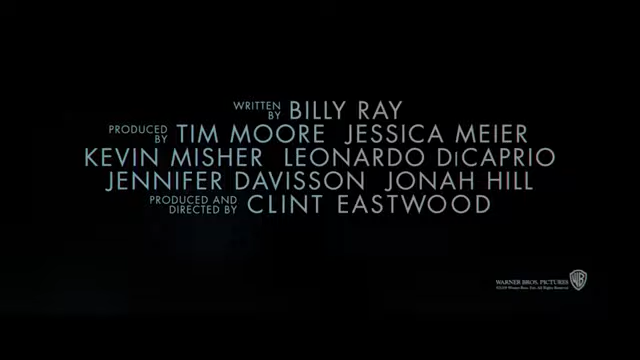 WRITTEN BY BILLY RAY
PRODUCED BY TIM MOORE JESSICA MEIER
KEVIN MISHER LEONARDO DiCAPRIO
JENNIFER DAVISSON JONAH HILL
PRODUCED AND DIRECTED BY CLINT EASTWOOD
WARNER BROS. PICTURES
WB